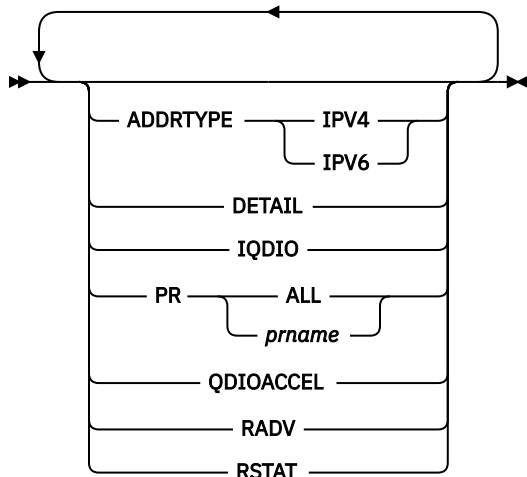 ADDRTYPE IPV4
IPV6
DETAIL
IQDIO
PR ALL
prname
QDIOACCEL
RADV
RSTAT